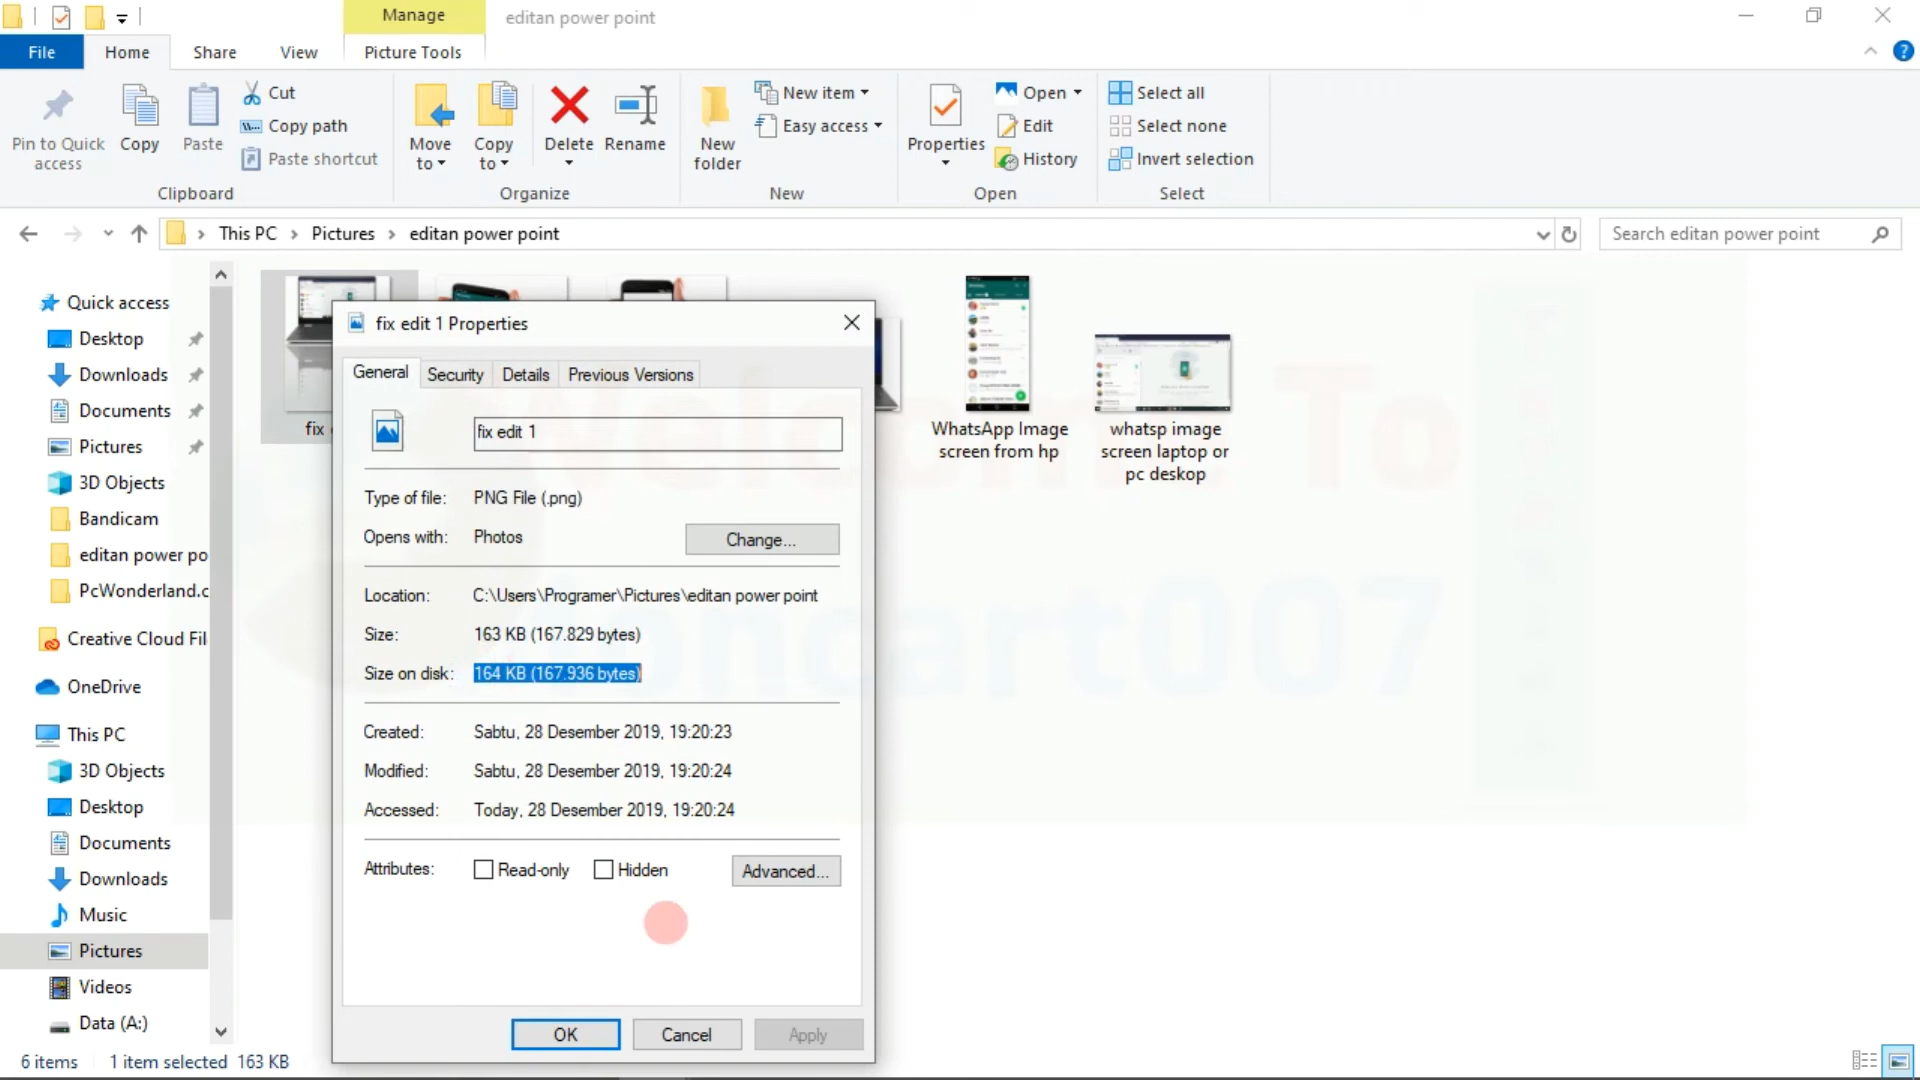 Manage
editan power point
File
Home
Share
View
Picture Tools
Pin to Quick
access
Copy
Paste
Cut
Copy path
Paste shortcut
Clipboard
Move
to
Copy
to
Delete
Rename
Organize
New
folder
New item
Easy access
New
Properties
Open
Edit
History
Open
Select all
Select none
Invert selection
Select
This PC
Pictures
editan power point
Search editan power point
Quick access
Desktop
Downloads
Documents
Pictures
3D Objects
Bandicam
editan power po
PcWonderland.c
Creative Cloud Fil
OneDrive
This PC
3D Objects
Desktop
Documents
Downloads
Music
Pictures
Videos
Data (A:)
fix
WhatsApp Image
screen from hp
whatsp image
screen laptop or
pc deskop
fix edit 1 Properties
General
Security
Details
Previous Versions
fix edit 1
Type of file: PNG File (.png)
Opens with: Photos
Change...
Location: C:\Users\Programer\Pictures\editan power point
Size: 163 KB (167.829 bytes)
Size on disk: 164 KB (167.936 bytes)
Created: Sabtu, 28 Desember 2019, 19:20:23
Modified: Sabtu, 28 Desember 2019, 19:20:24
Accessed: Today, 28 Desember 2019, 19:20:24
Attributes: Read-only Hidden Advanced...
OK
Cancel
Apply
To
6 items
1 item selected 163 KB